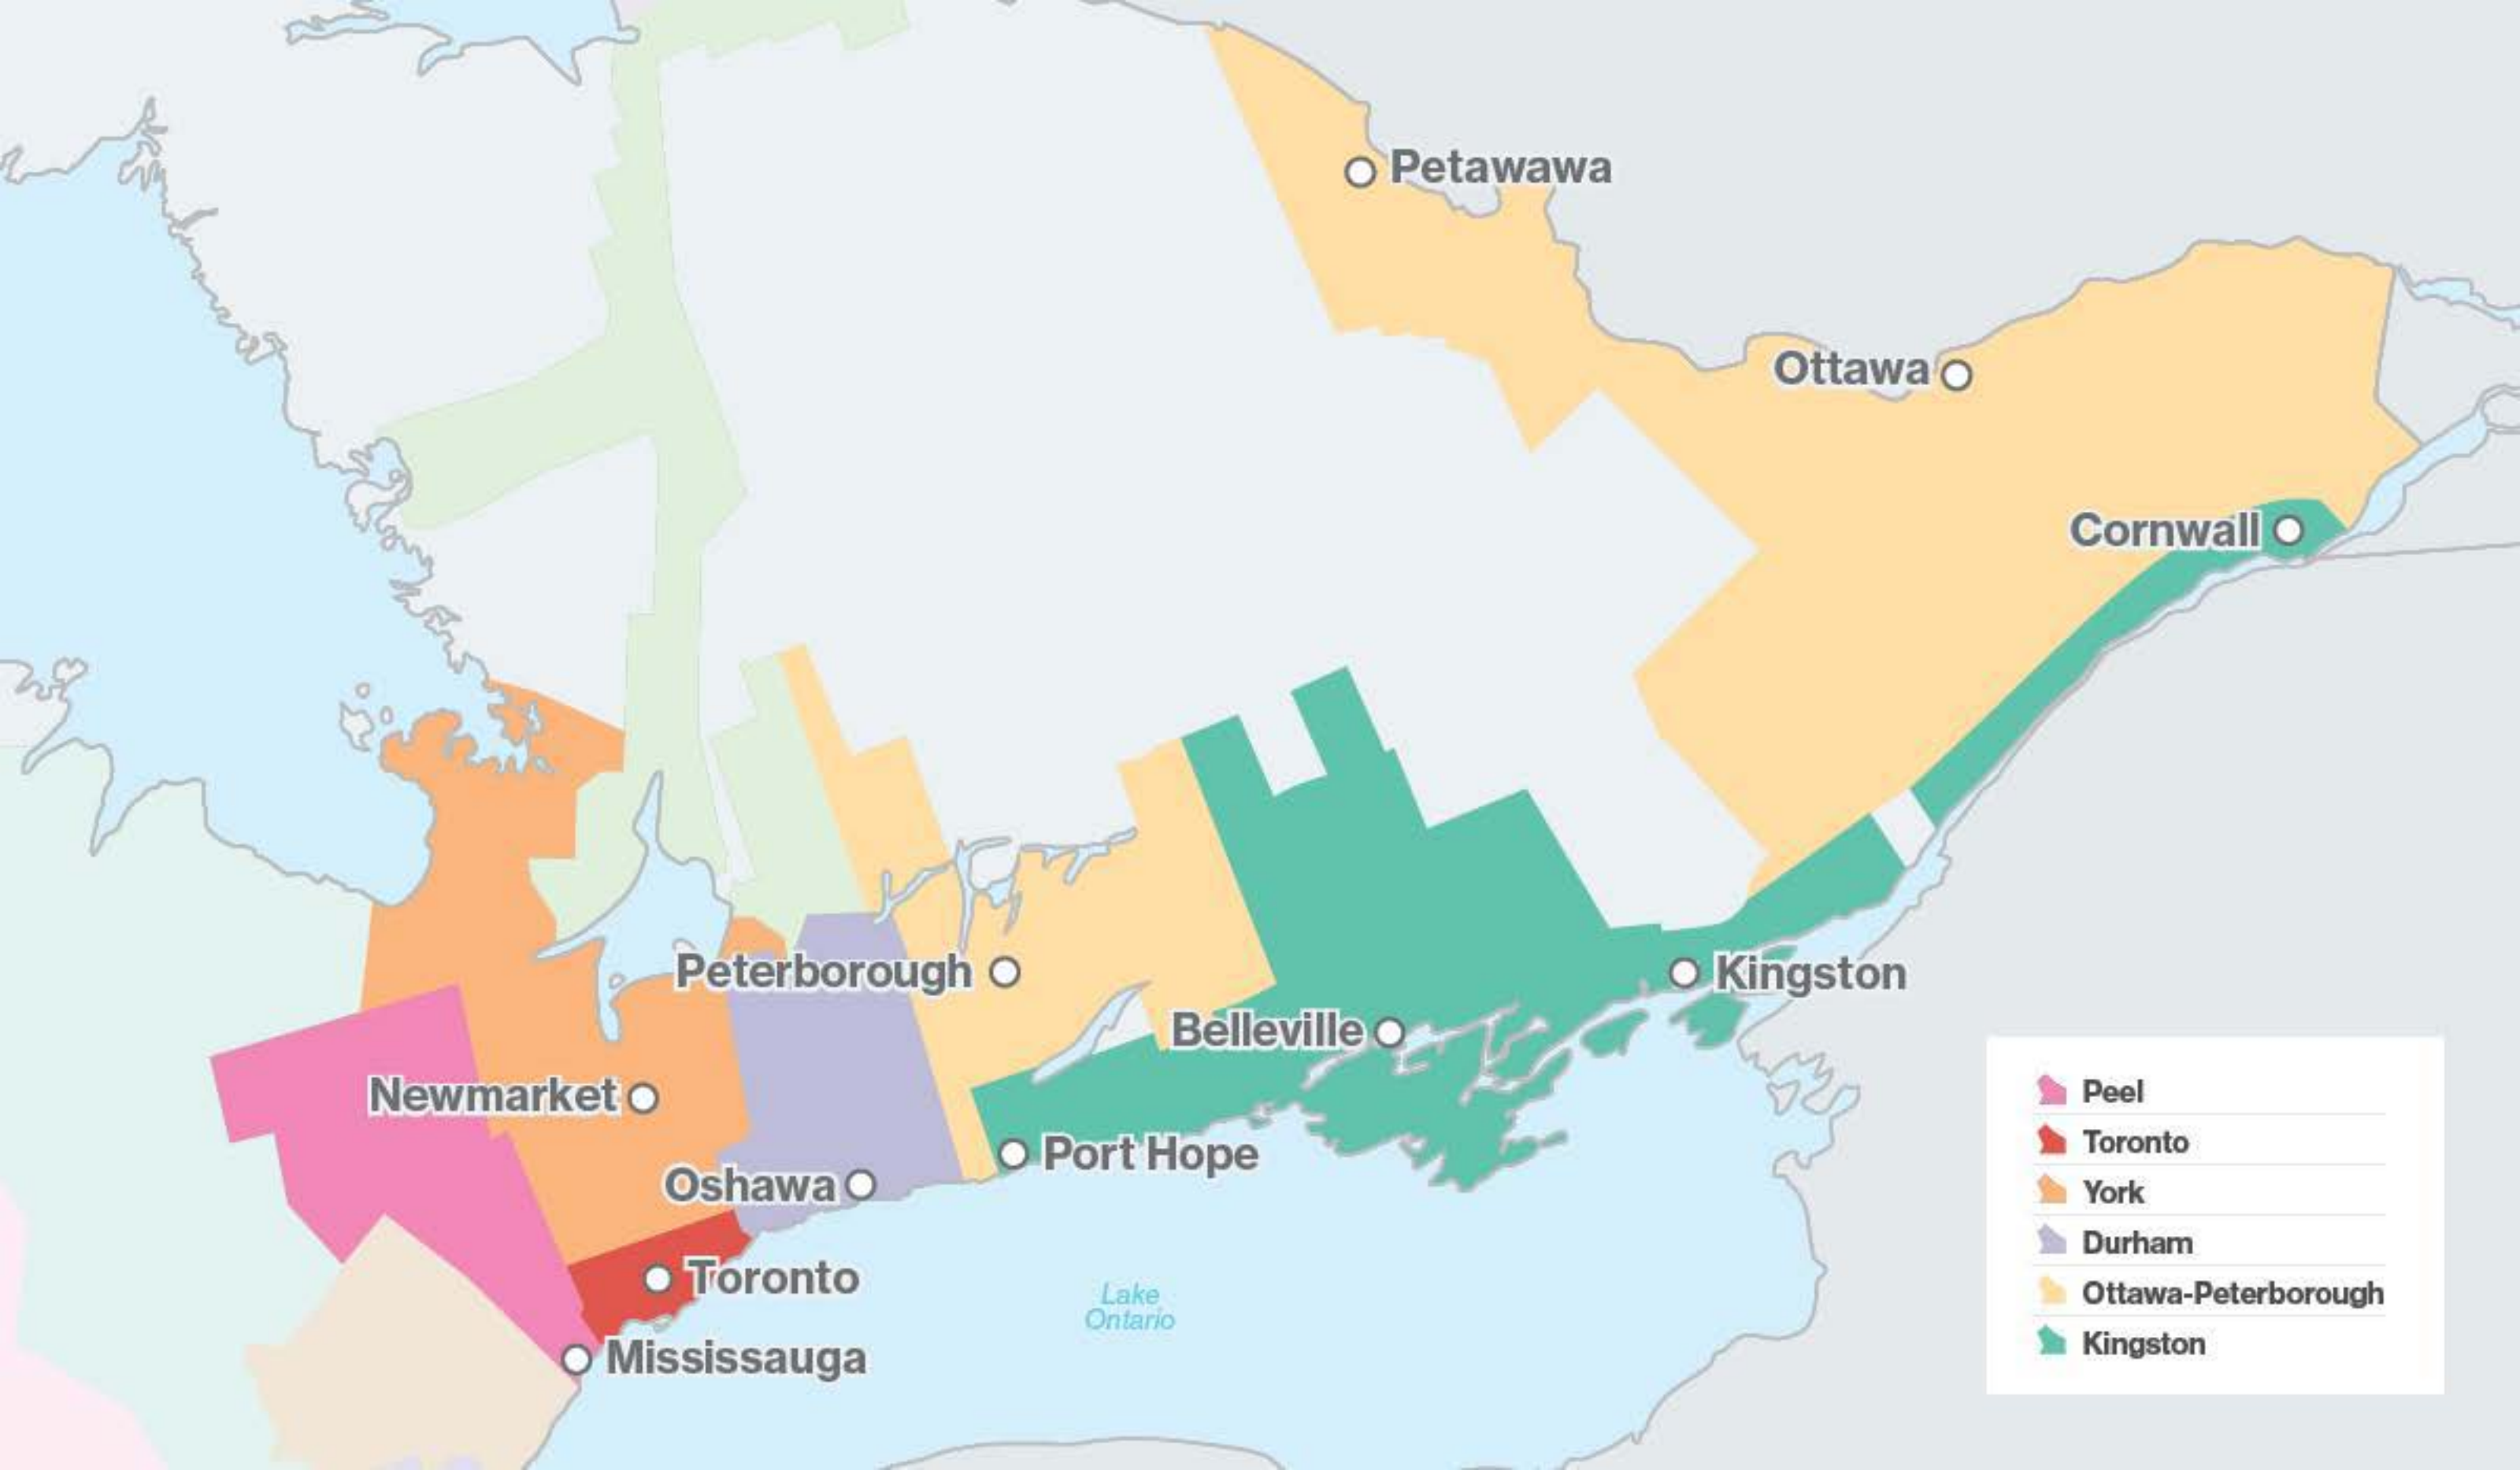 Petawawa
Ottawa
Cornwall
Peterborough
Kingston
Belleville
Newmarket
Port Hope
Oshawa
Toronto
Mississauga
Lake
Ontario
Peel
Toronto
York
Durham
Ottawa-Peterborough
Kingston